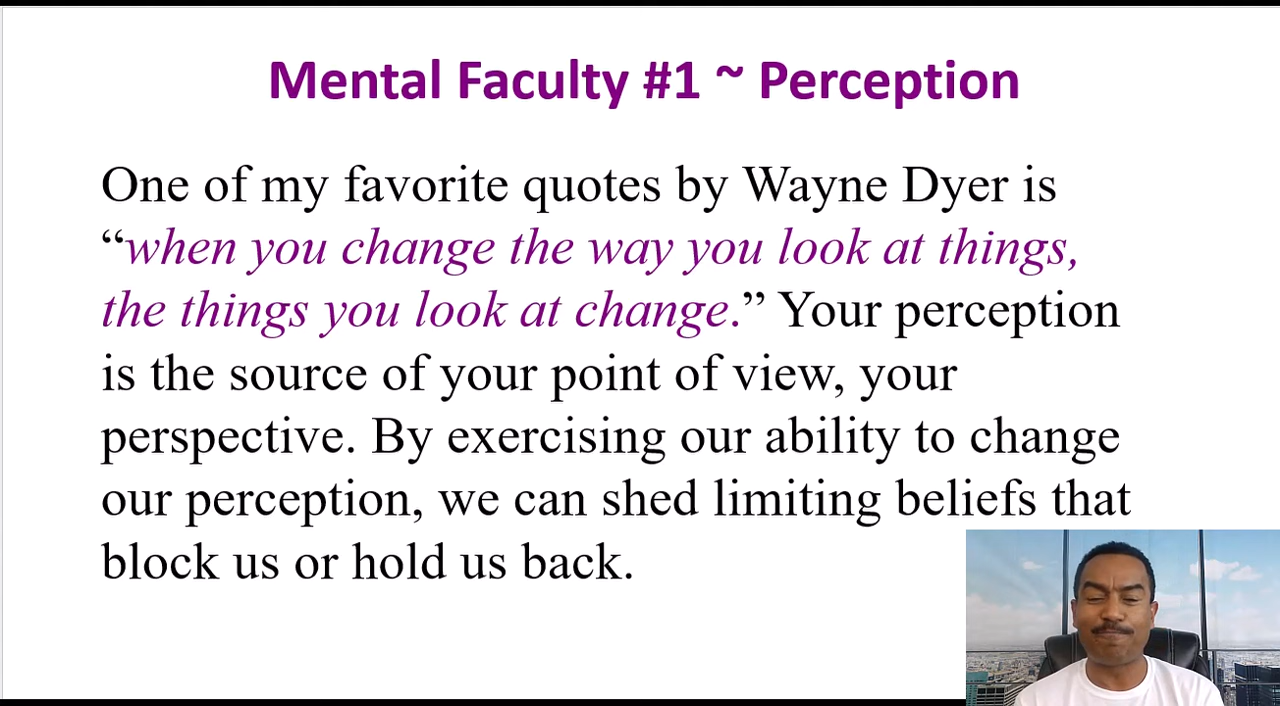 Mental Faculty #1 ~ Perception
One of my favorite quotes by Wayne Dyer is
“when you change the way you look at things,
the things you look at change.” Your perception
is the source of your point of view, your
perspective. By exercising our ability to change
our perception, we can shed limiting beliefs that
block us or hold us back.